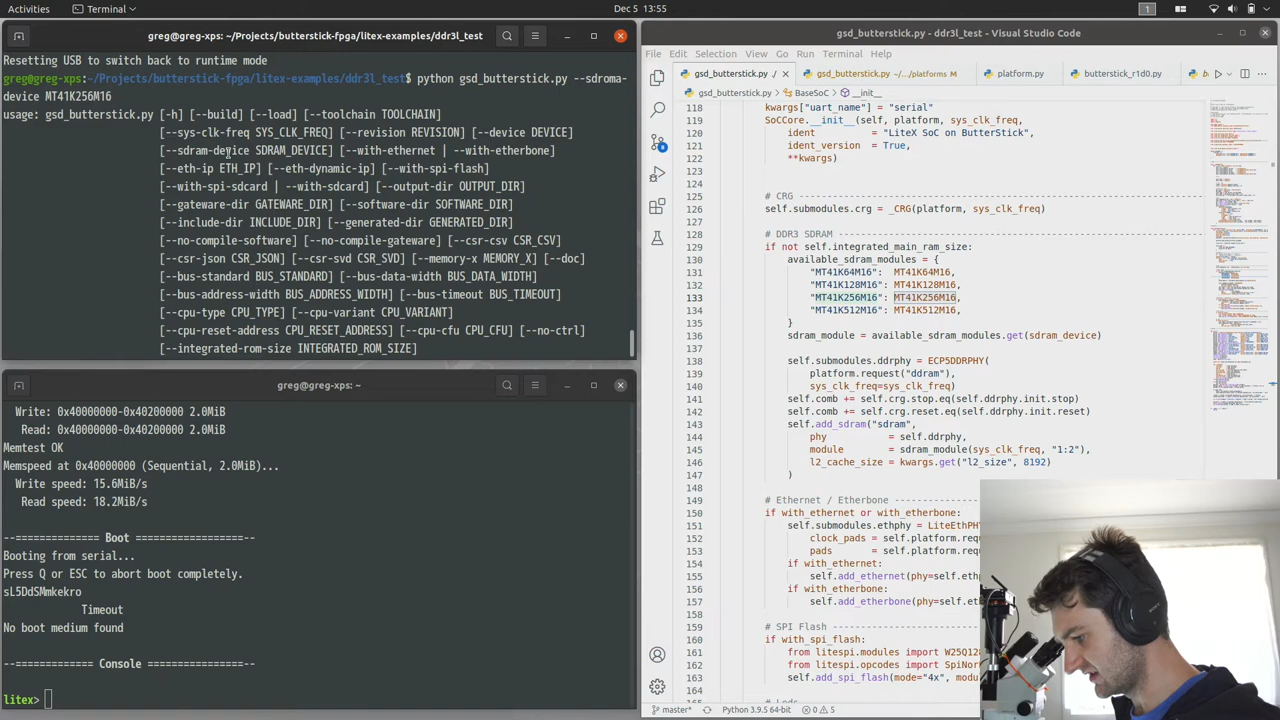 Activities
Terminal
Dec 5 13:55
1
greg@greg-xps: ~/Projects/butterstick-fpga/litex-examples/ddr3l_test
Resetting USB to switch back to runtime mode
greg@greg-xps:~/Projects/butterstick-fpga/litex-examples/ddr3l_test$ python gsd_butterstick.py --sdroma-
device MT41K256M16
usage: gsd_butterstick.py [-h] [--build] [--load] [--toolchain TOOLCHAIN]
[--sys-clk-freq SYS_CLK_FREQ] [--revision REVISION] [--device DEVICE]
[--sdram-device SDRAM_DEVICE] [--with-ethernet | --with-etherbone]
[--eth-ip ETH_IP] [--eth-dynamic-ip] [--with-spi-flash]
[--with-spi-sdcard | --with-sdcard] [--output-dir OUTPUT_DIR]
[--gateware-dir GATEWARE_DIR] [--software-dir SOFTWARE_DIR]
[--include-dir INCLUDE_DIR] [--generated-dir GENERATED_DIR]
[--no-compile-software] [--no-compile-gateware] [--csr-csv CSR_CSV]
[--csr-json CSR_JSON] [--csr-svd CSR_SVD] [--memory-x MEMORY_X] [--doc]
[--bus-standard BUS_STANDARD] [--bus-data-width BUS_DATA_WIDTH]
[--bus-address-width BUS_ADDRESS_WIDTH] [--bus-timeout BUS_TIMEOUT]
[--cpu-type CPU_TYPE] [--cpu-variant CPU_VARIANT]
[--cpu-reset-address CPU_RESET_ADDRESS] [--cpu-cfu CPU_CFU] [--no-ctrl]
[--integrated-rom-size INTEGRATED_ROM_SIZE]
greg@greg-xps: ~
Write: 0x40000000-0x40200000 2.0MiB
Read: 0x40000000-0x40200000 2.0MiB
Memtest OK
Memspeed at 0x40000000 (Sequential, 2.0MiB)...
Write speed: 15.6MiB/s
Read speed: 18.2MiB/s
--============= Boot ==================--
Booting from serial...
Press Q or ESC to abort boot completely.
sL5DdSMmkekro
Timeout
No boot medium found
--============= Console ================--
litex>
gsd_butterstick.py - ddr3l_test - Visual Studio Code
File Edit Selection View Go Run Terminal Help
gsd_butterstick.py / gsd_butterstick.py ~/.../platforms M platform.py butterstick_r1d0.py
gsd_butterstick.py > BaseSoC > __init__
118 kwargs["uart_name"] = "serial"
119 SoCCore.__init__(self, platform, sys_clk_freq,
120 ident = "LiteX SoC on ButterStick",
121 ident_version = True,
122 **kwargs)
123
124
125 # CRG
126 self.submodules.crg = _CRG(platform, sys_clk_freq)
127
128 # DDR3 SDRAM
129 if not self.integrated_main_ram_size:
130 available_sdram_modules = {
131 "MT41K64M16": MT41K64M16,
132 "MT41K128M16": MT41K128M16,
133 "MT41K256M16": MT41K256M16,
134 "MT41K512M16": MT41K512M16,
135 }
136 sdram_module = available_sdram_modules.get(sdram_device)
137
138 self.submodules.ddrphy = ECP5DDRPHY(
139 platform.request("ddram"),
140 sys_clk_freq=sys_clk_freq)
141 self.comb += self.crg.stop.eq(self.ddrphy.init.stop)
142 self.comb += self.crg.reset.eq(self.ddrphy.init.reset)
143 self.add_sdram("sdram",
144 phy = self.ddrphy,
145 module = sdram_module(sys_clk_freq, "1:2"),
146 l2_cache_size = kwargs.get("l2_size", 8192)
147 )
148
149 # Ethernet / Etherbone
150 if with_ethernet or with_etherbone:
151 self.submodules.ethphy = LiteEthPH
152 clock_pads = self.platform.req
153 pads = self.platform.req
154 if with_ethernet:
155 self.add_ethernet(phy=self.ethp
156 if with_etherbone:
157 self.add_etherbone(phy=self.eth
158
159 # SPI Flash
160 if with_spi_flash:
161 from litespi.modules import W25Q12
162 from litespi.opcodes import SpiNor
163 self.add_spi_flash(mode="4x", modu
164
master* Python 3.9.5 64-bit 0 5
SONY